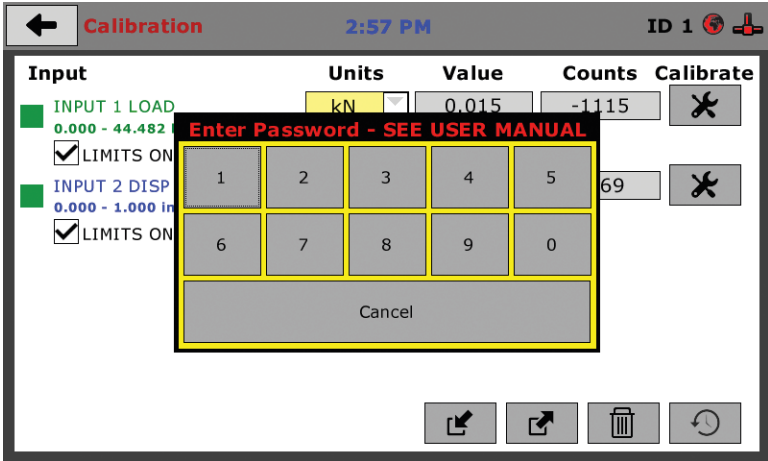 Calibration 2:57 PM ID 1
Input Units Value Counts Calibrate
INPUT 1 LOAD kN 0.015 -1115
0.000 - 44.482
Enter Password - SEE USER MANUAL
LIMITS ON
1 2 3 4 5
INPUT 2 DISP 69
0.000 - 1.000 in
LIMITS ON
6 7 8 9 0
Cancel